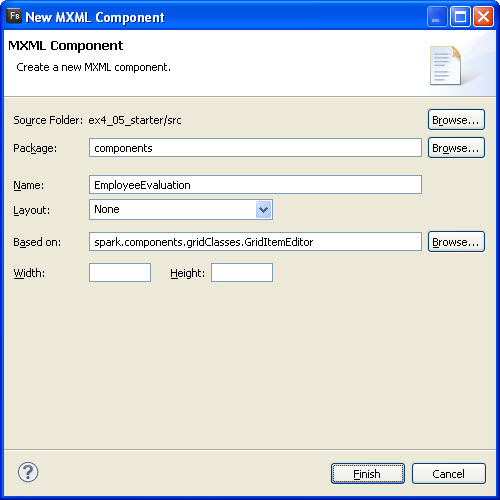 Fb New MXML Component
MXML Component
Create a new MXML component.
Source Folder: ex4_05_starter/src Browse...
Package: components Browse...
Name: EmployeeEvaluation
Layout: None
Based on: spark.components.gridClasses.GridItemEditor Browse...
Width: Height:
? Finish Cancel